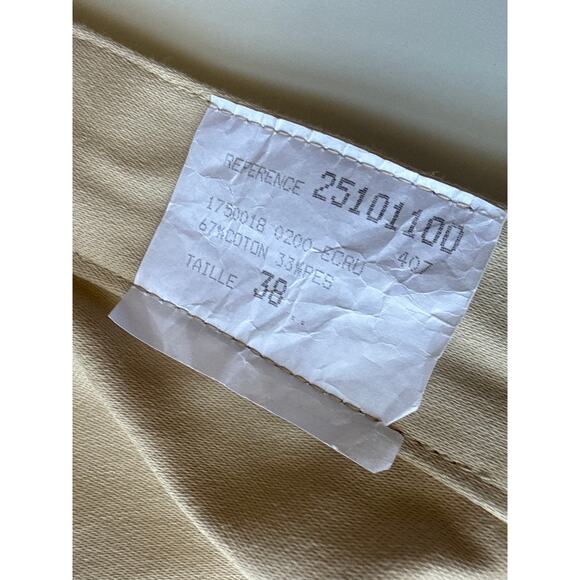 REFERENCE 25101100
1750018 0200-ECRU 407
67%COTON 33%PES
TAILLE 38